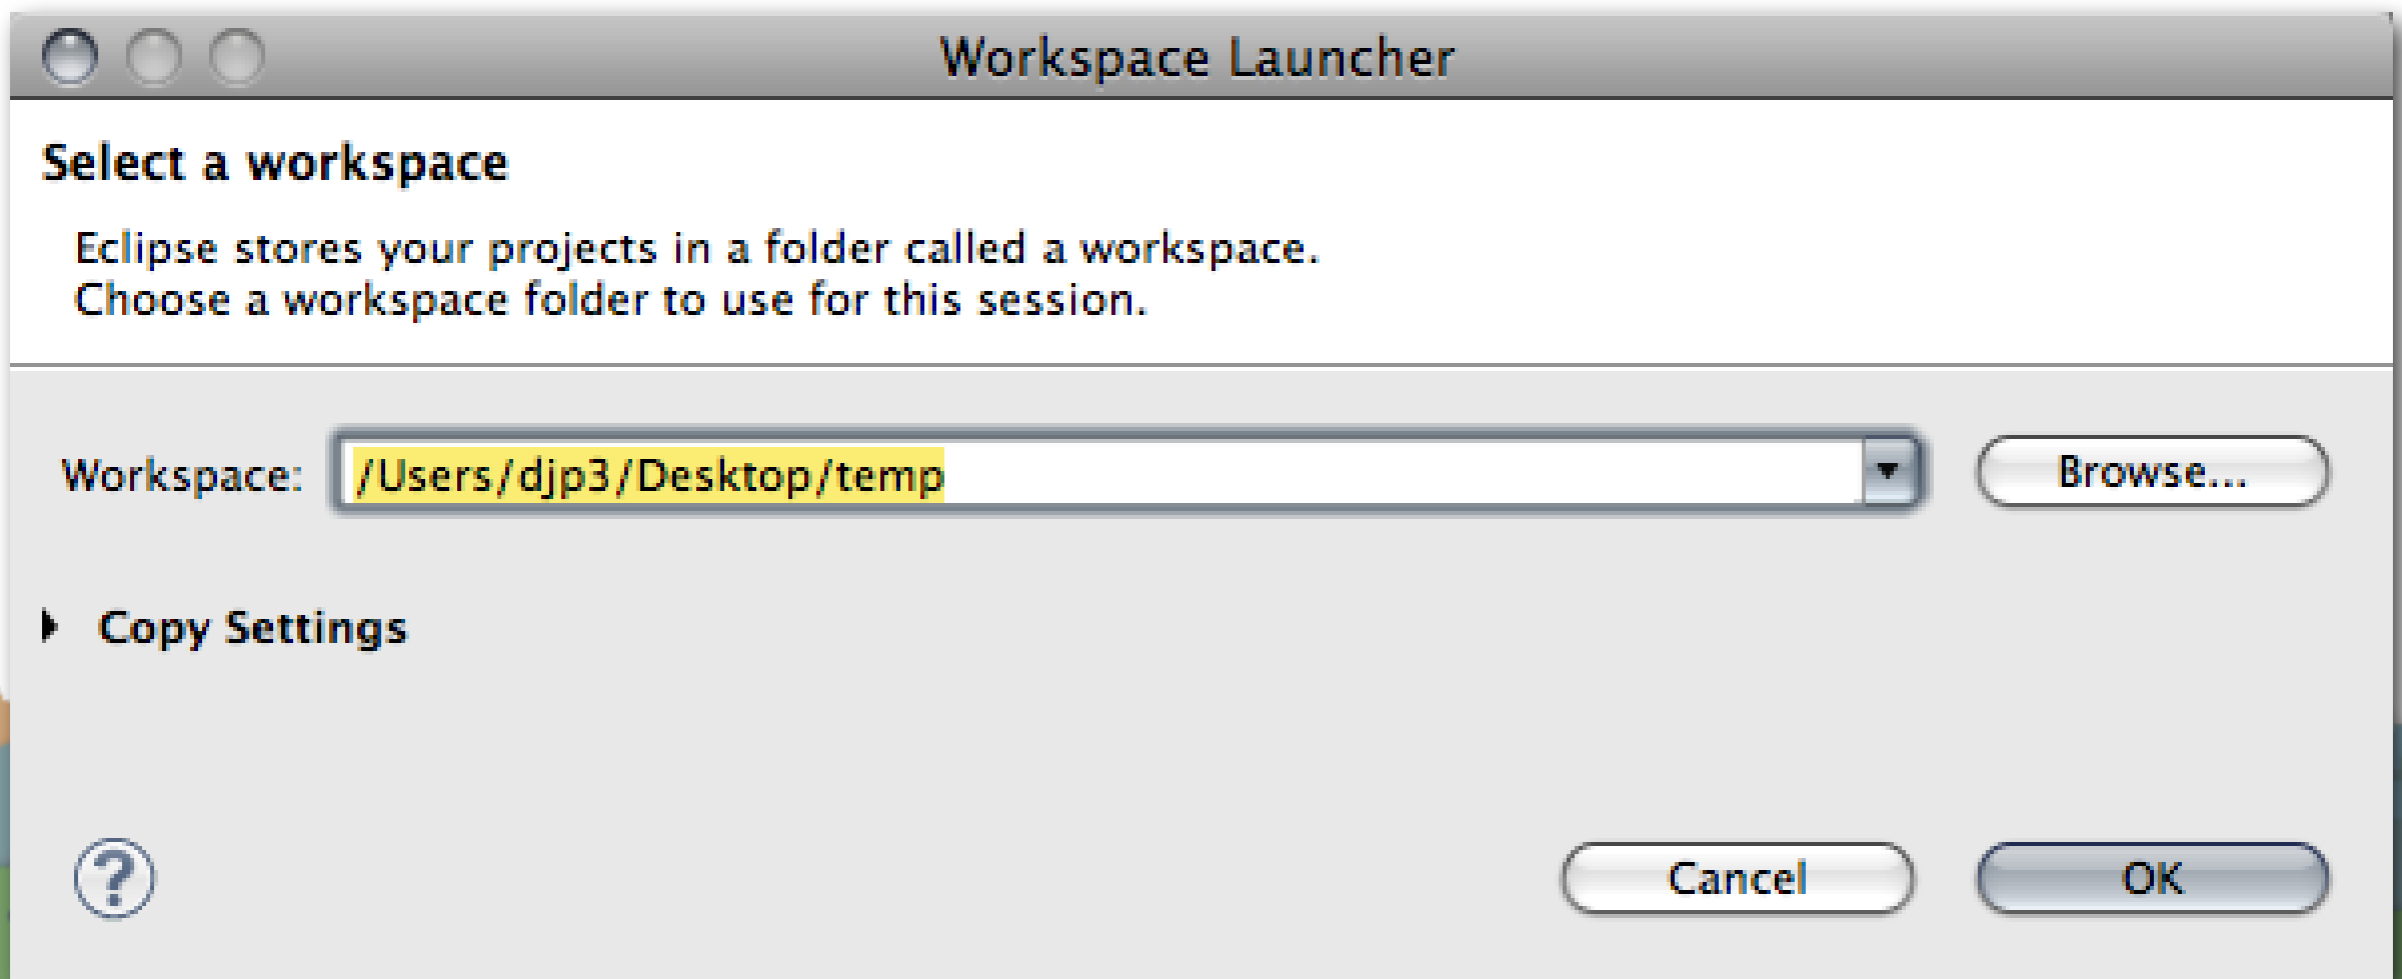 Workspace Launcher
Select a workspace
Eclipse stores your projects in a folder called a workspace.
Choose a workspace folder to use for this session.
Workspace: /Users/djp3/Desktop/temp Browse...
Copy Settings
? Cancel OK